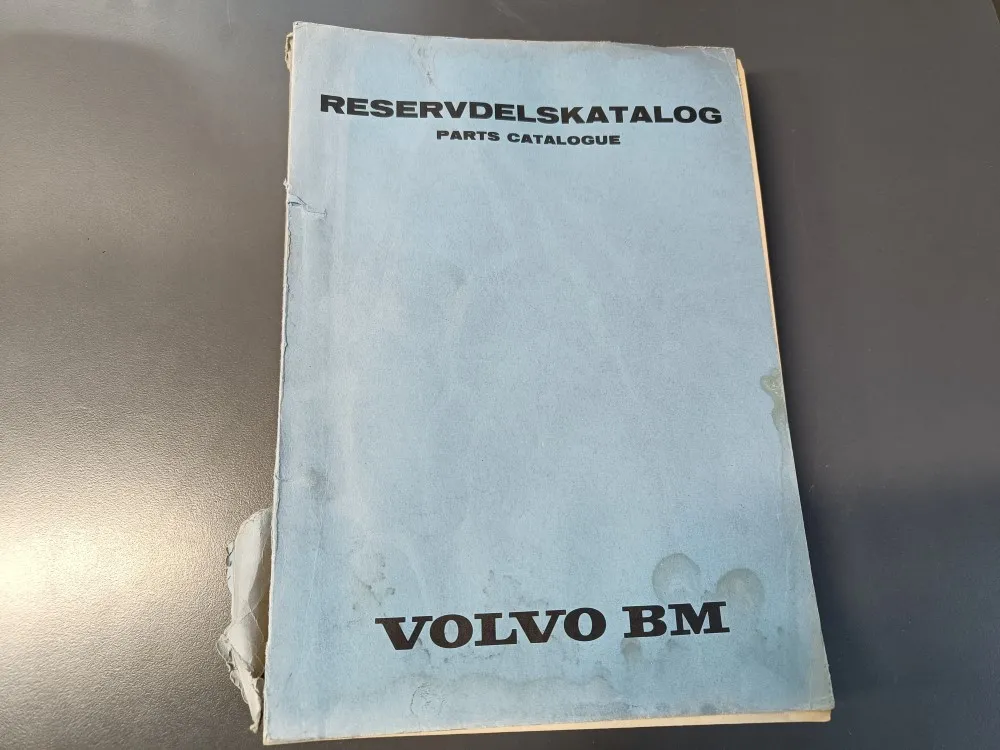 RESERVDELSKATALOG
PARTS CATALOGUE
VOLVO BM